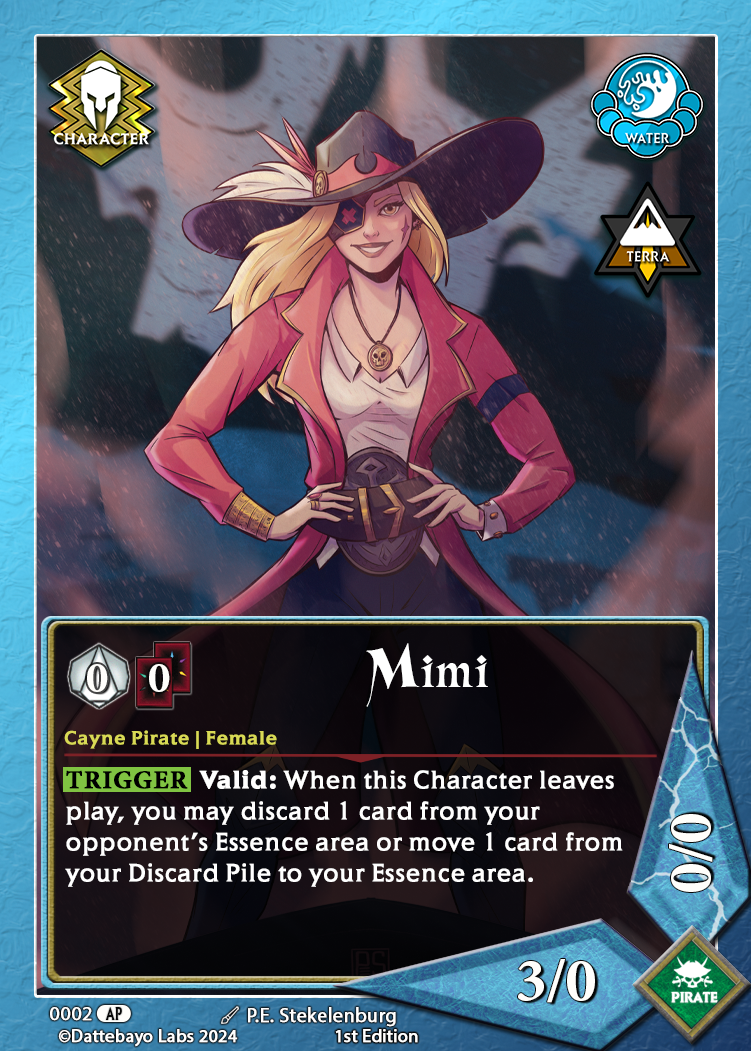 CHARACTER
WATER
TERRA
0
0
Mimi
Cayne Pirate | Female
TRIGGER Valid: When this Character leaves
play, you may discard 1 card from your
opponent's Essence area or move 1 card from
your Discard Pile to your Essence area.
0/0
3/0
PIRATE
0002 AP
P.E. Stekelenburg
©Dattebayo Labs 2024
1st Edition